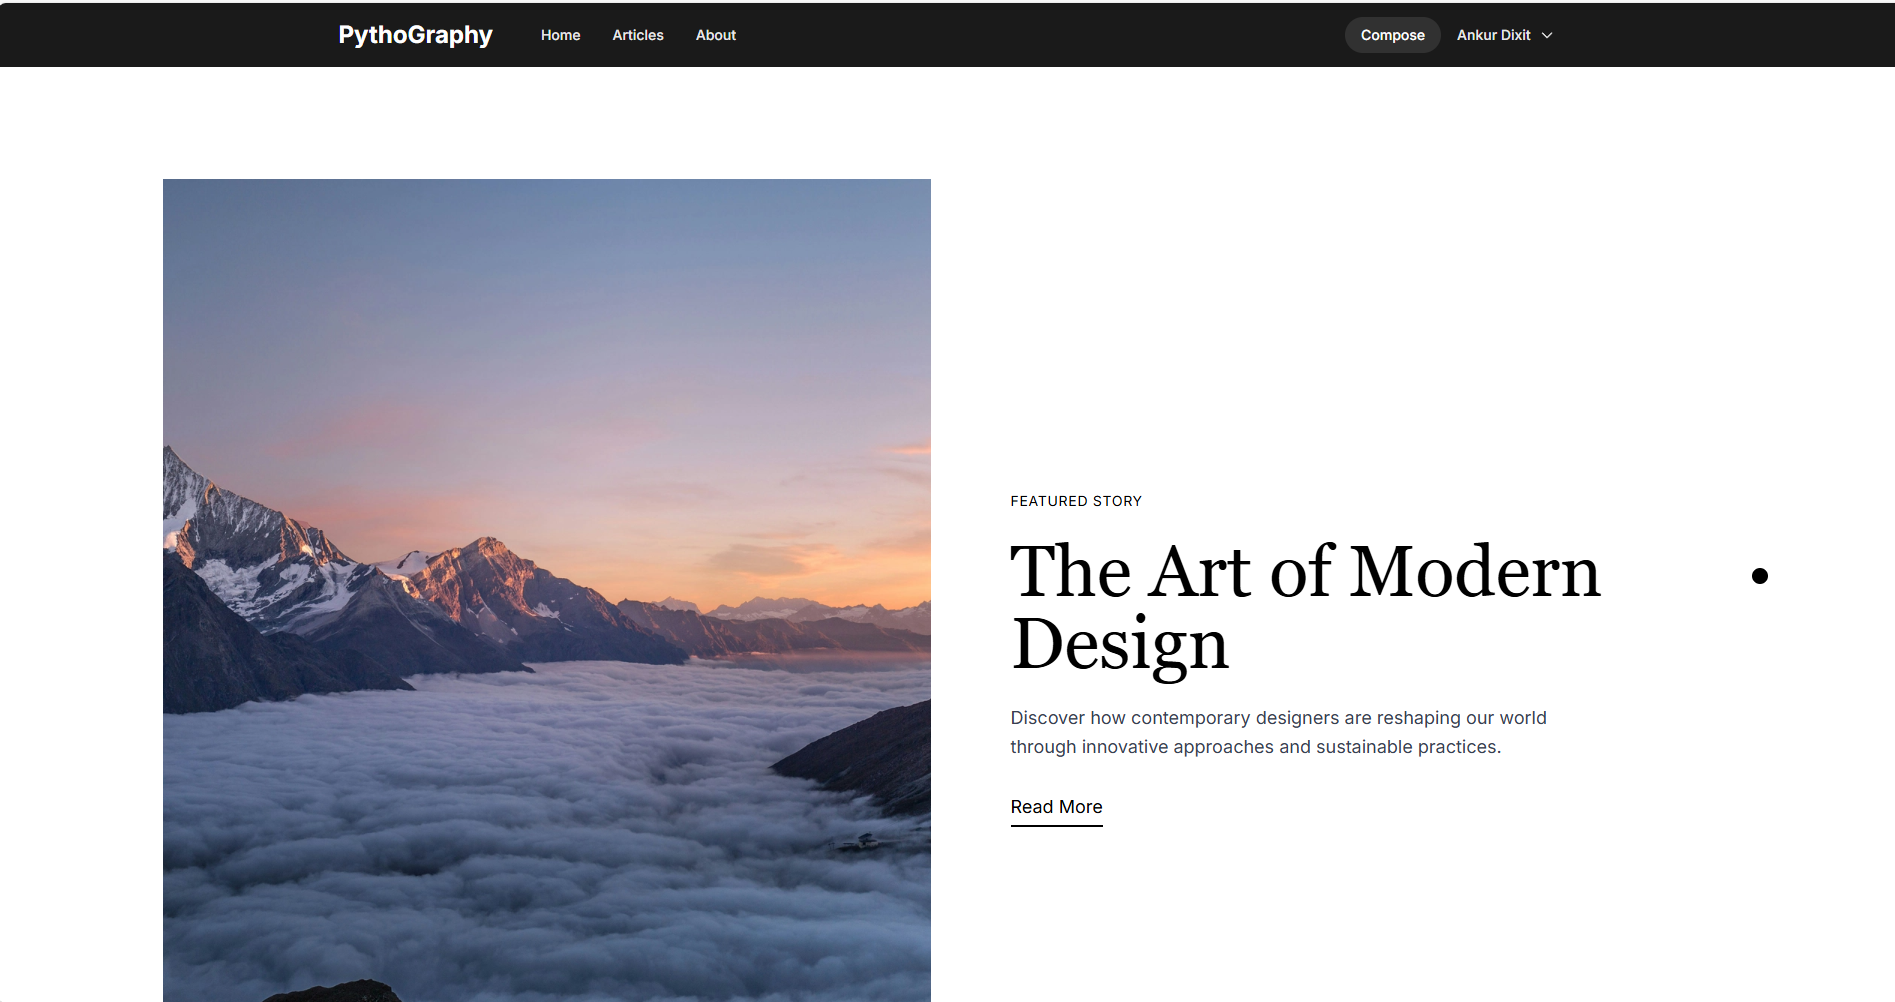 PythoGraphy
Home
Articles
About
Compose
Ankur Dixit
FEATURED STORY
The Art of Modern
Design
Discover how contemporary designers are reshaping our world
through innovative approaches and sustainable practices.
Read More